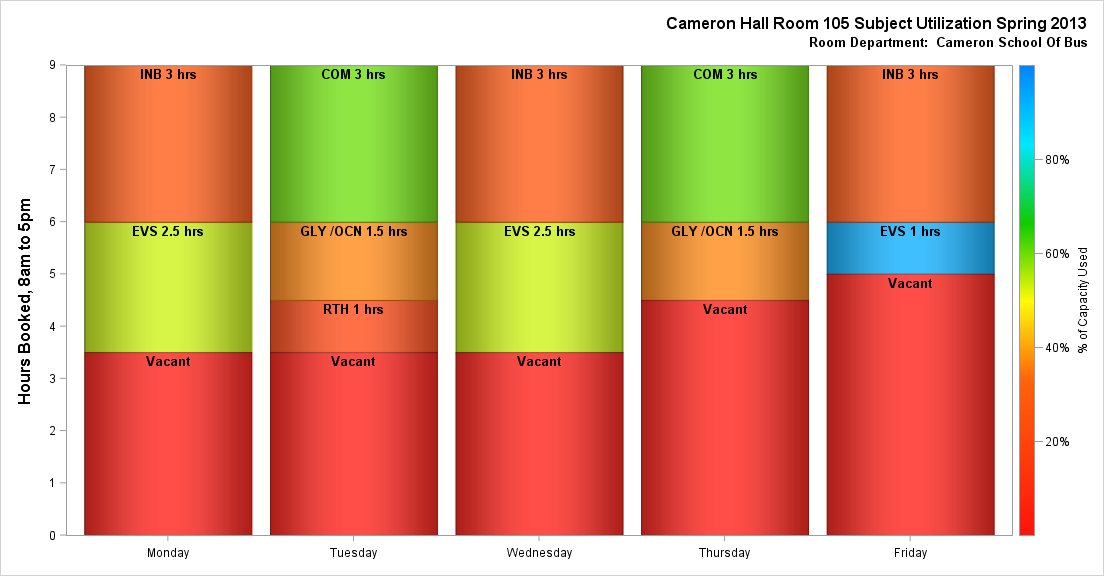 Cameron Hall Room 105 Subject Utilization Spring 2013
Room Department:  Cameron School Of Bus
Hours Booked, 8am to 5pm
9
8
7
6
5
4
3
2
1
0
INB 3 hrs
EVS 2.5 hrs
Vacant
COM 3 hrs
GLY /OCN 1.5 hrs
RTH 1 hrs
Vacant
INB 3 hrs
EVS 2.5 hrs
Vacant
COM 3 hrs
GLY /OCN 1.5 hrs
Vacant
INB 3 hrs
EVS 1 hrs
Vacant
Monday
Tuesday
Wednesday
Thursday
Friday
80%
60%
40%
20%
% of Capacity Used